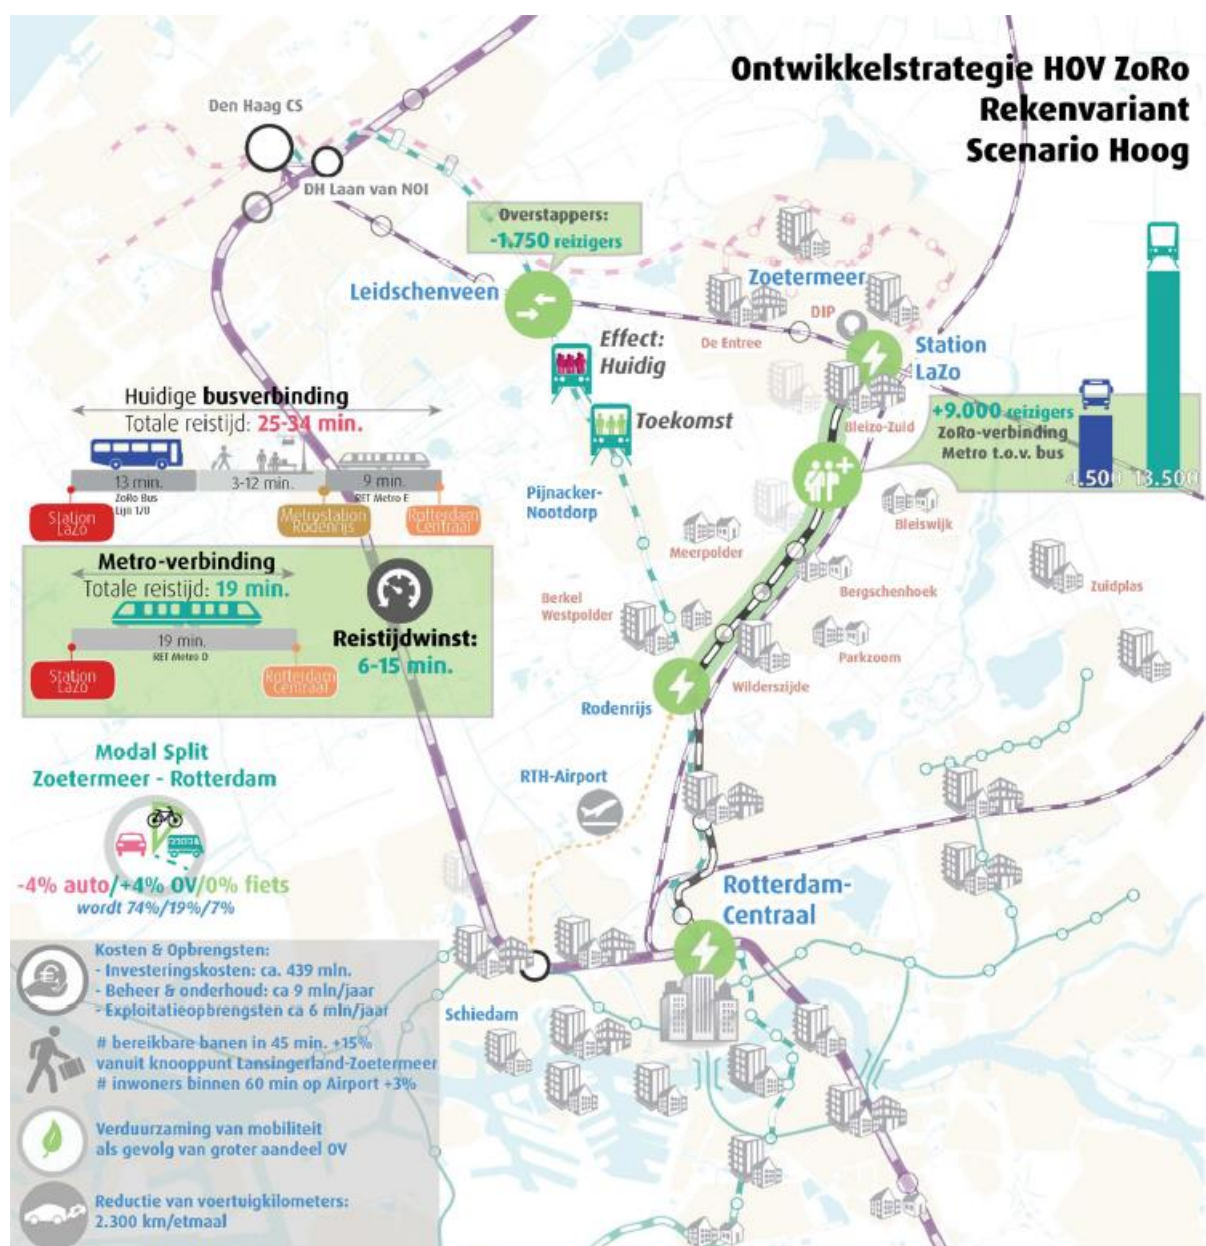 Ontwikkelstrategie HOV ZoRo
Rekenvariant
Scenario Hoog
Den Haag CS
DH Laan van NOI
Overstappers:
-1.750 reizigers
Leidschenveen
Zoetermeer
DIP
De Entree
Station
LaZo
Effect:
Huidig
Toekomst
Bleizo-Zuid
+9.000 reizigers
ZoRo-verbinding
Metro t.o.v. bus
4.500
13.500
Huidige busverbinding
Totale reistijd: 25-34 min.
13 min.
3-12 min.
9 min.
ZoRo Bus
Lijn 170
RET Metro E
Station
LaZo
Metrostation
Rodenrijs
Rotterdam
Centraal
Metro-verbinding
Totale reistijd: 19 min.
19 min.
RET Metro D
Station
LaZo
Rotterdam
Centraal
Reistijdwinst:
6-15 min.
Pijnacker-
Nootdorp
Meerpolder
Bleiswijk
Bergschenhoek
Zuidplas
Berkel
Westpolder
Parkzoom
Wilderszijde
Rodenrijs
RTH-Airport
Modal Split
Zoetermeer - Rotterdam
-4% auto/+4% OV/0% fiets
wordt 74%/19%/7%
Rotterdam-
Centraal
Schiedam
Kosten & Opbrengsten:
- Investeringskosten: ca. 439 mln.
- Beheer & onderhoud: ca 9 mln/jaar
- Exploitatieopbrengsten ca 6 mln/jaar
# bereikbare banen in 45 min. +15%
vanuit knooppunt Lansingerland-Zoetermeer
# inwoners binnen 60 min op Airport +3%
Verduurzaming van mobiliteit
als gevolg van groter aandeel OV
Reductie van voertuigkilometers:
2.300 km/etmaal